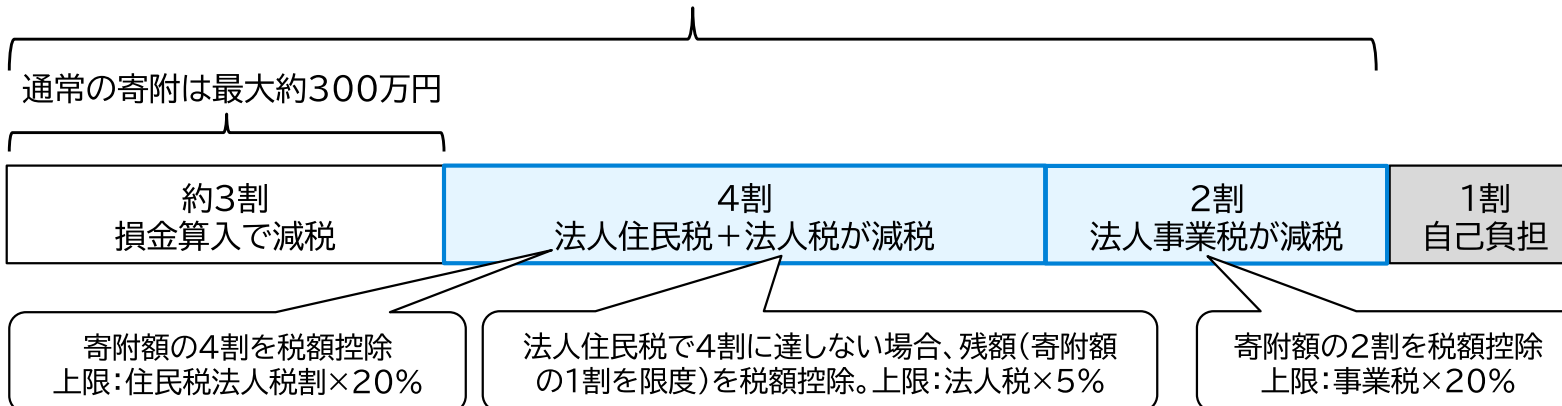 通常の寄附は最大約300万円
約3割
損金算入で減税
4割
法人住民税＋法人税が減税
2割
法人事業税が減税
1割
自己負担
寄附額の4割を税額控除
上限：住民税法人税割×20%
法人住民税で4割に達しない場合、残額（寄附額
の1割を限度）を税額控除。上限：法人税×5%
寄附額の2割を税額控除
上限：事業税×20%